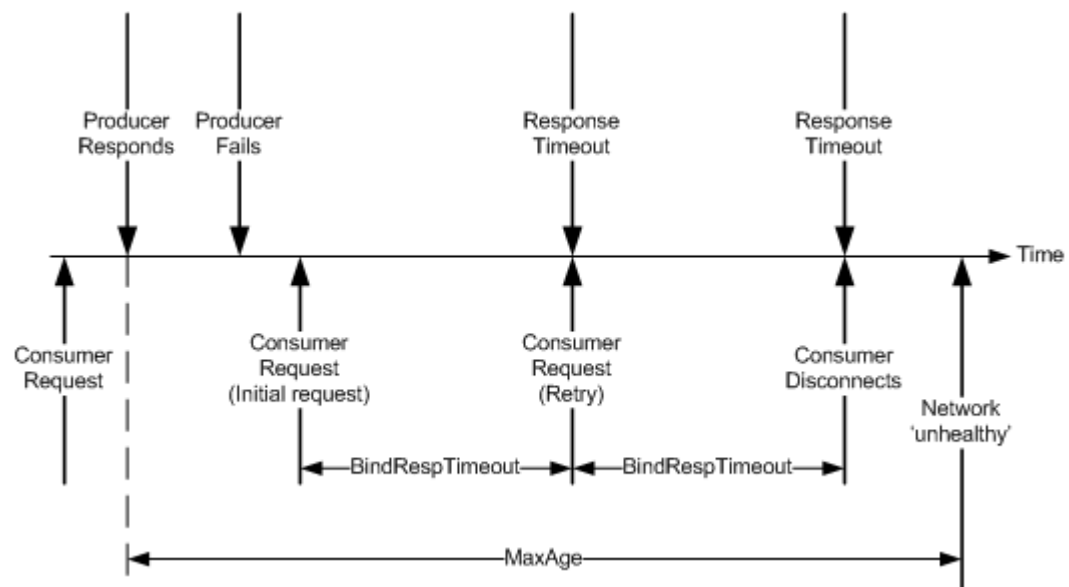 Producer
Responds
Producer
Fails
Response
Timeout
Response
Timeout
Time
Consumer
Request
Consumer
Request
(Initial request)
Consumer
Request
(Retry)
Consumer
Disconnects
Network
'unhealthy'
BindRespTimeout
BindRespTimeout
MaxAge